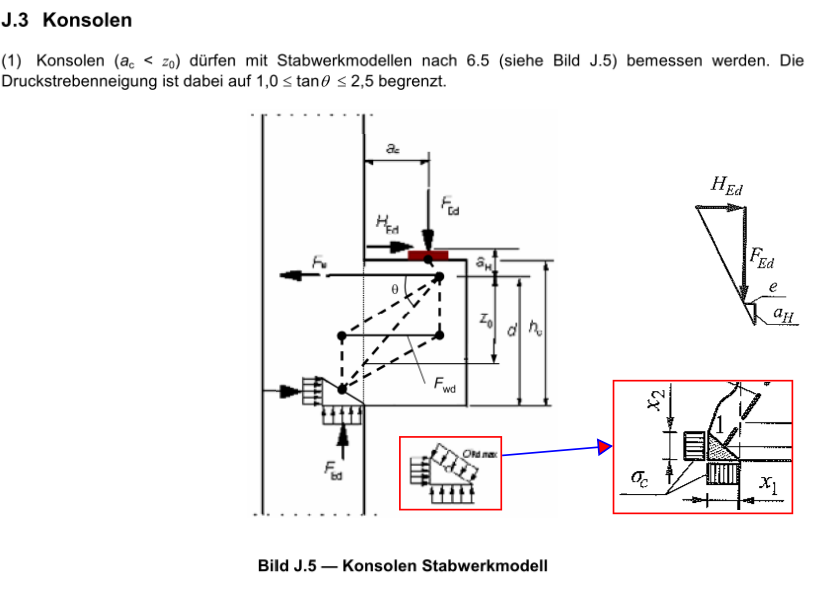 J.3 Konsolen
(1) Konsolen (ac < z0) dürfen mit Stabwerkmodellen nach 6.5 (siehe Bild J.5) bemessen werden. Die
Druckstrebenneigung ist dabei auf 1,0 ≤ tanθ ≤ 2,5 begrenzt.
ac
FEd
HEd
aH
θ
z0
d
Fwd
FEd
HEd
FEd
e
aH
x2
1
σc
x1
Bild J.5 — Konsolen Stabwerkmodell